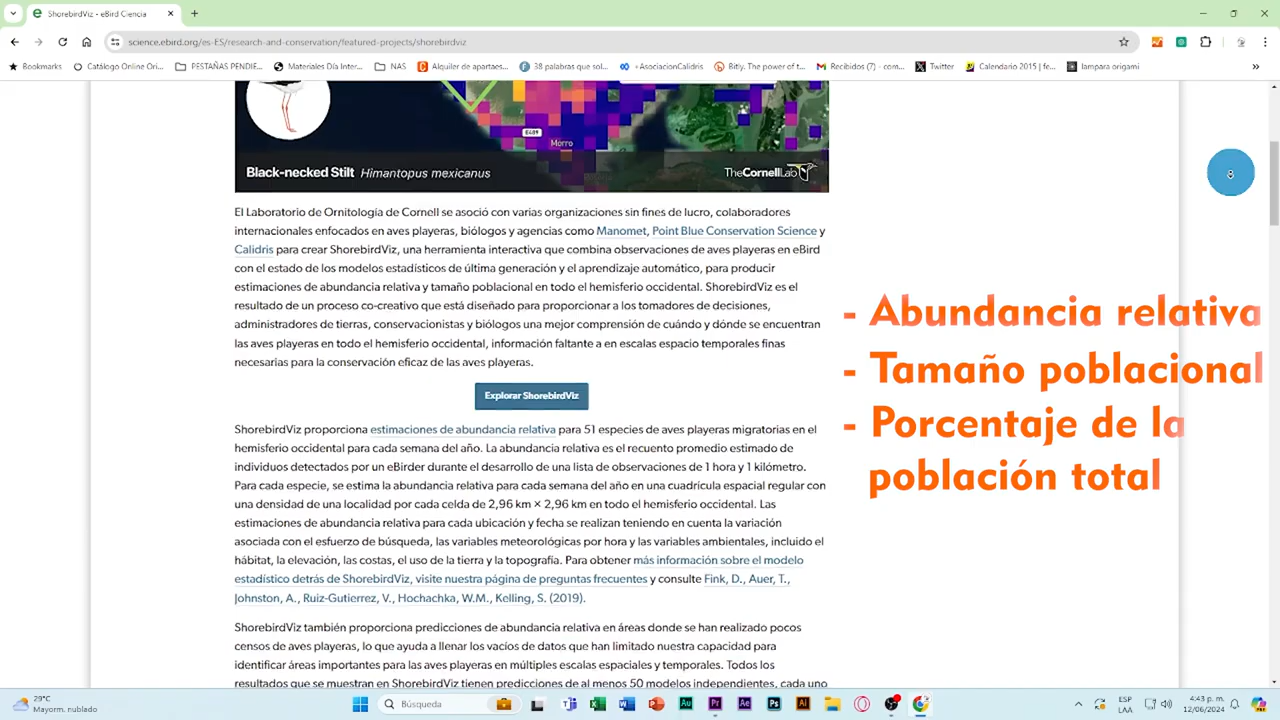 ShorebirdViz - eBird Ciencia
science.ebird.org/es-ES/research-and-conservation/featured-projects/shorebirdviz
Bookmarks
Catálogo Online Ori...
PESTAÑAS PENDIE...
Materiales Día Inter...
NAS
Alquiler de apartaes...
38 palabras que sol...
+AsociacionCalidris
Bitly. The power of t...
Recibidos (7) - com...
Twitter
Calendario 2015 | fe...
lampara origami
E489
Morro
Black-necked Stilt Himantopus mexicanus
TheCornellLab
El Laboratorio de Ornitología de Cornell se asoció con varias organizaciones sin fines de lucro, colaboradores
internacionales enfocados en aves playeras, biólogos y agencias como Manomet, Point Blue Conservation Science y
Calidris para crear ShorebirdViz, una herramienta interactiva que combina observaciones de aves playeras en eBird
con el estado de los modelos estadísticos de última generación y el aprendizaje automático, para producir
estimaciones de abundancia relativa y tamaño poblacional en todo el hemisferio occidental. ShorebirdViz es el
resultado de un proceso co-creativo que está diseñado para proporcionar a los tomadores de decisiones,
administradores de tierras, conservacionistas y biólogos una mejor comprensión de cuándo y dónde se encuentran
las aves playeras en todo el hemisferio occidental, información faltante a en escalas espacio temporales finas
necesarias para la conservación eficaz de las aves playeras.
Explorar ShorebirdViz
ShorebirdViz proporciona estimaciones de abundancia relativa para 51 especies de aves playeras migratorias en el
hemisferio occidental para cada semana del año. La abundancia relativa es el recuento promedio estimado de
individuos detectados por un eBirder durante el desarrollo de una lista de observaciones de 1 hora y 1 kilómetro.
Para cada especie, se estima la abundancia relativa para cada semana del año en una cuadrícula espacial regular con
una densidad de una localidad por cada celda de 2,96 km × 2,96 km en todo el hemisferio occidental. Las
estimaciones de abundancia relativa para cada ubicación y fecha se realizan teniendo en cuenta la variación
asociada con el esfuerzo de búsqueda, las variables meteorológicas por hora y las variables ambientales, incluido el
hábitat, la elevación, las costas, el uso de la tierra y la topografía. Para obtener más información sobre el modelo
estadístico detrás de ShorebirdViz, visite nuestra página de preguntas frecuentes y consulte Fink, D., Auer, T.,
Johnston, A., Ruiz-Gutierrez, V., Hochachka, W.M., Kelling, S. (2019).
ShorebirdViz también proporciona predicciones de abundancia relativa en áreas donde se han realizado pocos
censos de aves playeras, lo que ayuda a llenar los vacíos de datos que han limitado nuestra capacidad para
identificar áreas importantes para las aves playeras en múltiples escalas espaciales y temporales. Todos los
resultados que se muestran en ShorebirdViz tienen predicciones de al menos 50 modelos independientes, cada uno
- Abundancia relativa
- Tamaño poblacional
- Porcentaje de la
población total
29°C
Mayorm. nublado
Búsqueda
ESP
LAA
4:43 p. m.
12/06/2024